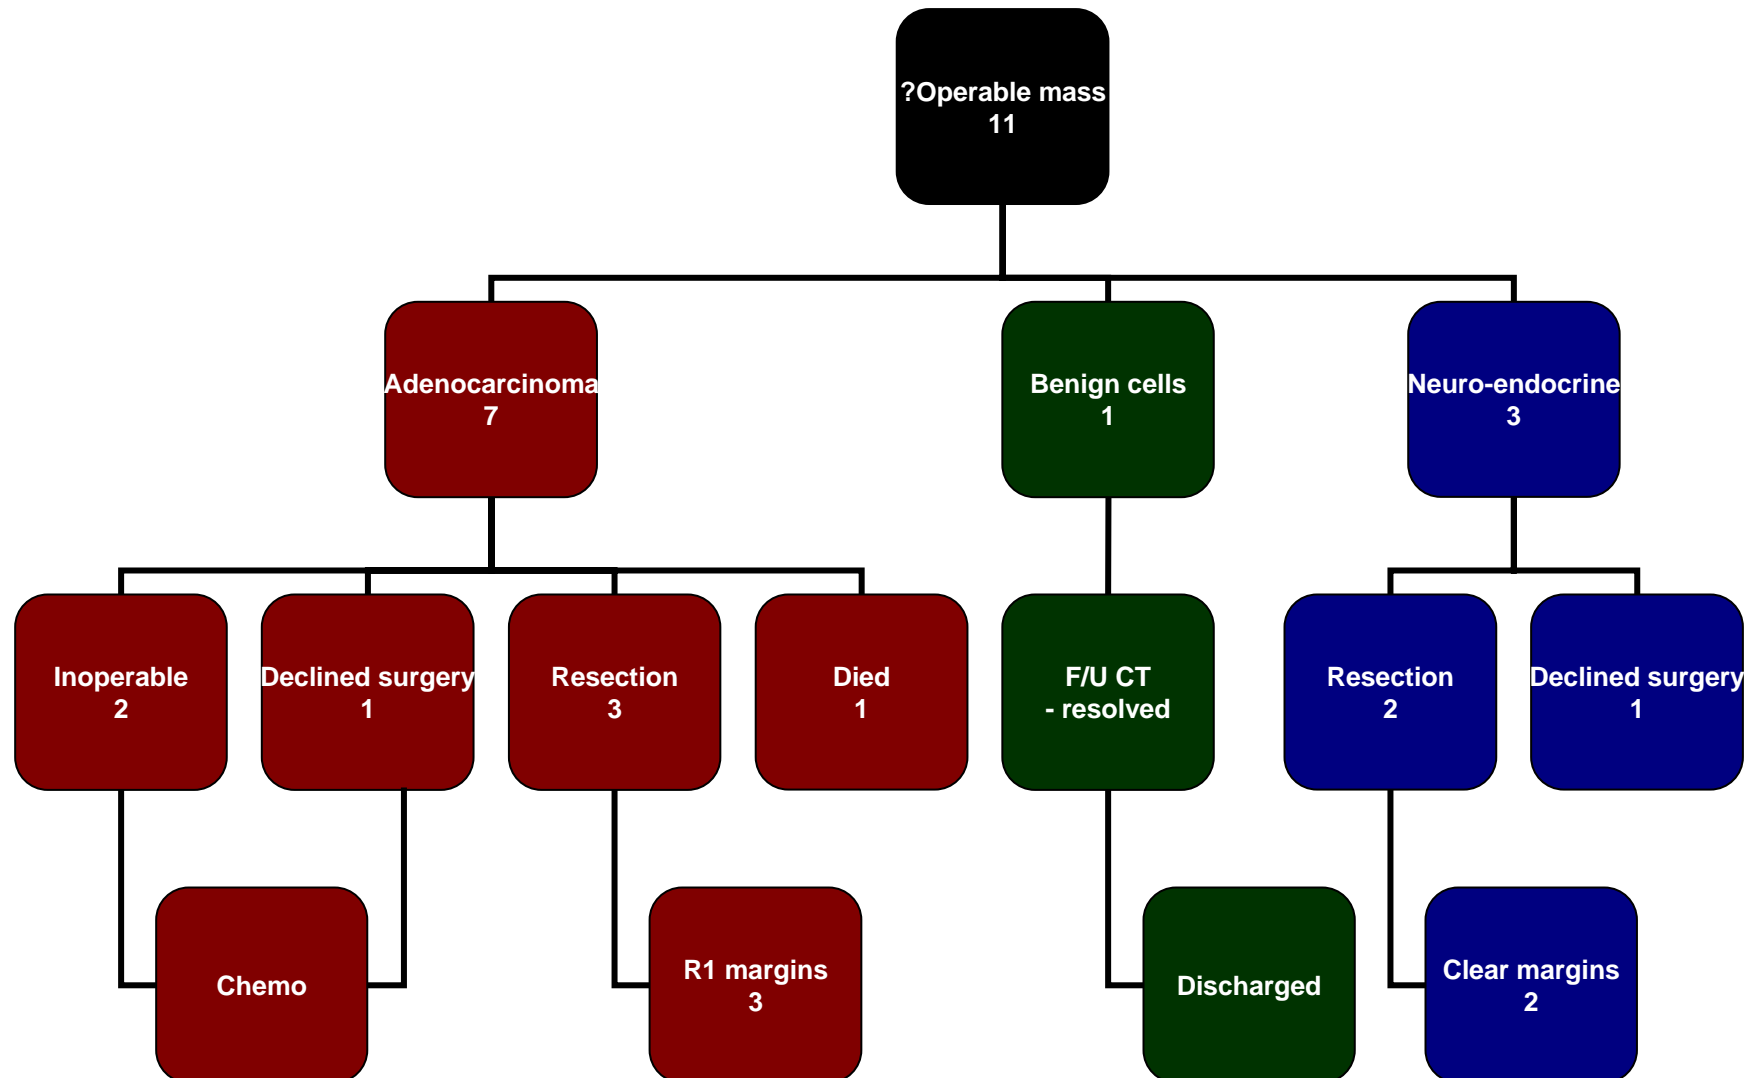 ?Operable mass
11
Adenocarcinoma
7
Benign cells
1
Neuro-endocrine
3
Inoperable
2
Declined surgery
1
Resection
3
Died
1
F/U CT
- resolved
Resection
2
Declined surgery
1
Chemo
R1 margins
3
Discharged
Clear margins
2